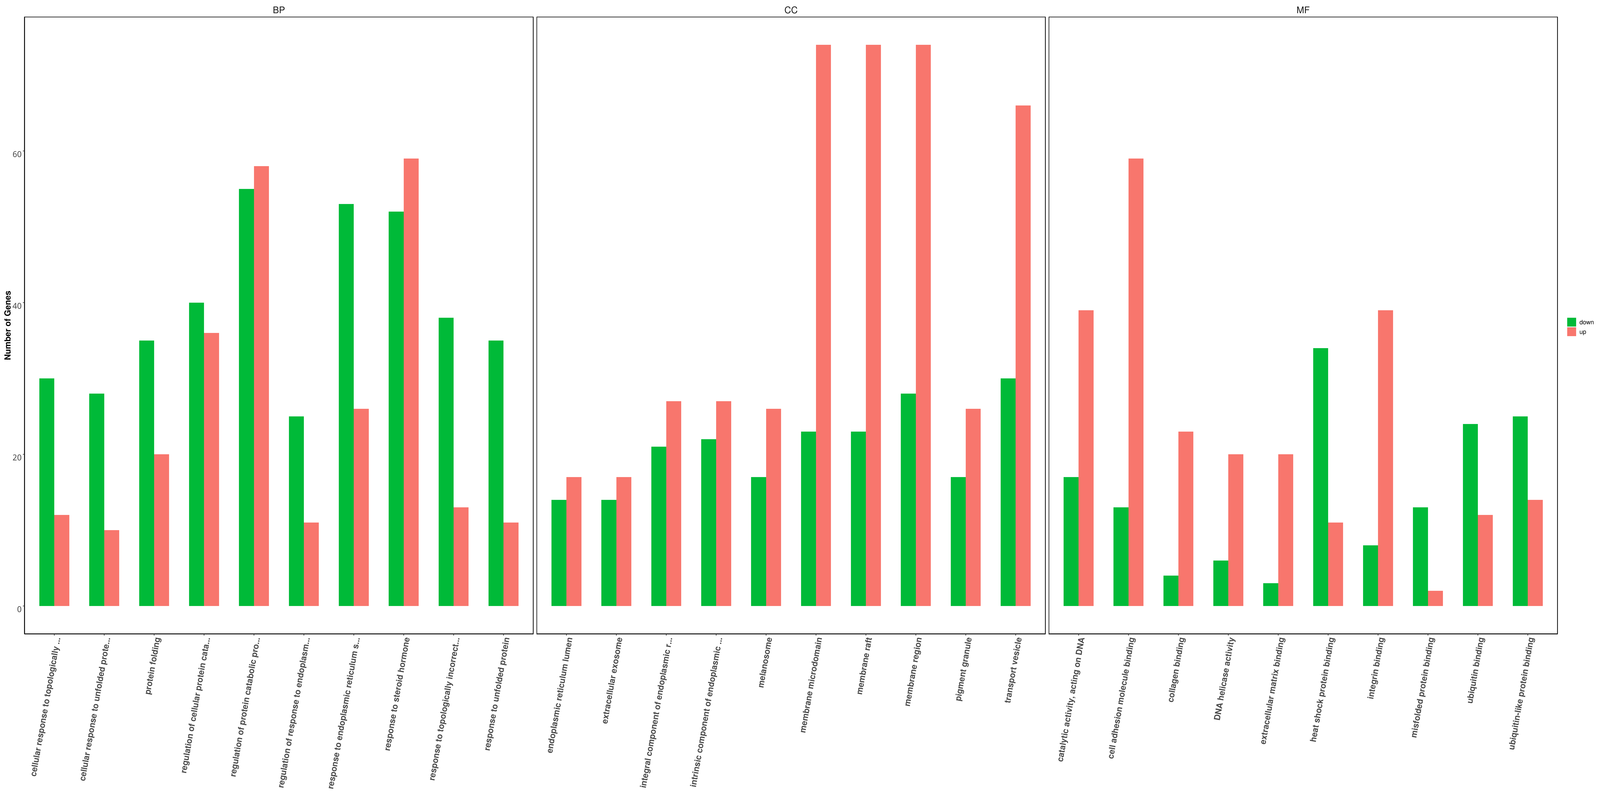 BP
CC
MF
Number of Genes
60
40
20
0
cellular response to topologically ...
cellular response to unfolded prote...
protein folding
regulation of cellular protein cata...
regulation of protein catabolic pro...
regulation of response to endoplasm...
response to endoplasmic reticulum s...
response to steroid hormone
response to topologically incorrect...
response to unfolded protein
endoplasmic reticulum lumen
extracellular exosome
integral component of endoplasmic r...
intrinsic component of endoplasmic ...
melanosome
membrane microdomain
membrane raft
membrane region
pigment granule
transport vesicle
catalytic activity, acting on DNA
cell adhesion molecule binding
collagen binding
DNA helicase activity
extracellular matrix binding
heat shock protein binding
integrin binding
misfolded protein binding
ubiquitin binding
ubiquitin-like protein binding
down
up